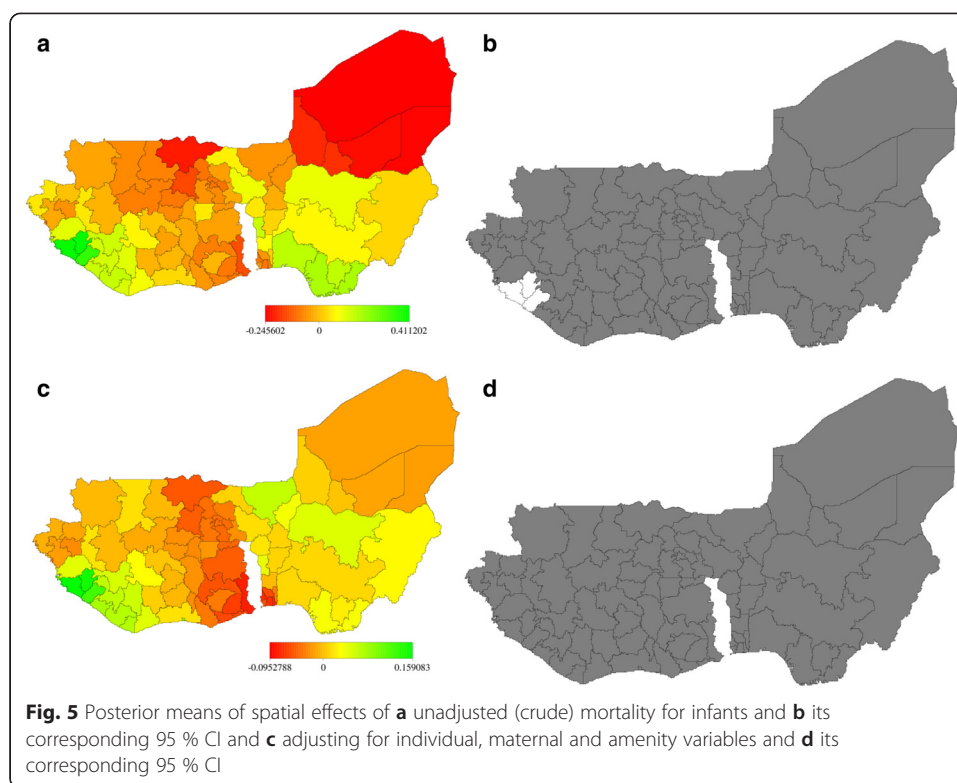 a
b
-0.245602 0 0.411202
c
d
-0.0952788 0 0.159083
Fig. 5 Posterior means of spatial effects of a unadjusted (crude) mortality for infants and b its
corresponding 95 % CI and c adjusting for individual, maternal and amenity variables and d its
corresponding 95 % CI